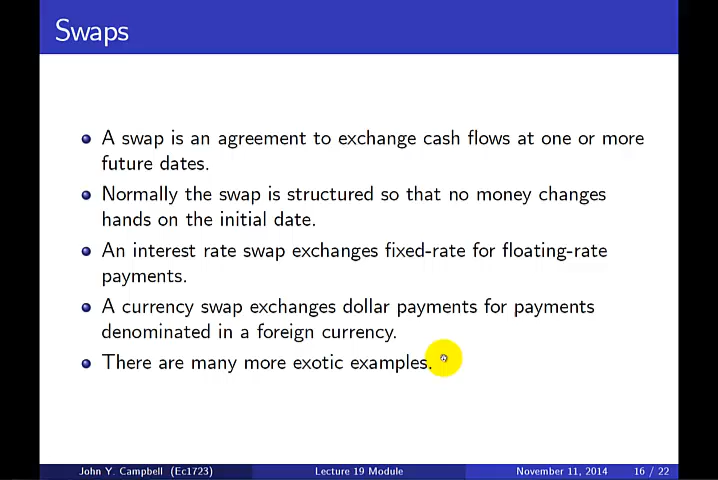 Swaps
A swap is an agreement to exchange cash flows at one or more
future dates.
Normally the swap is structured so that no money changes
hands on the initial date.
An interest rate swap exchanges fixed-rate for floating-rate
payments.
A currency swap exchanges dollar payments for payments
denominated in a foreign currency.
There are many more exotic examples.
John Y. Campbell (Ec1723) Lecture 19 Module November 11, 2014 16 / 22